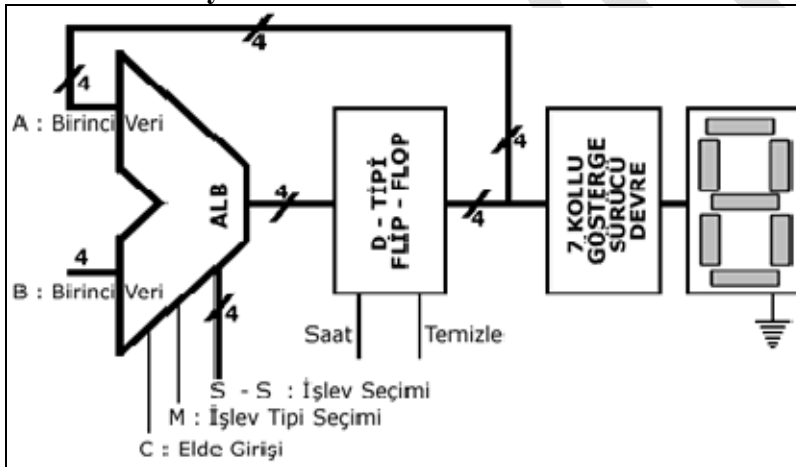 4
4
A : Birinci Veri
4
ALB
4
D - TİPİ
FLİP - FLOP
4
7 KOLLU
GÖSTERGE
SÜRÜCÜ
DEVRE
4
B : Birinci Veri
4
Saat
Temizle
S - S : İşlev Seçimi
M : İşlev Tipi Seçimi
C : Elde Girişi